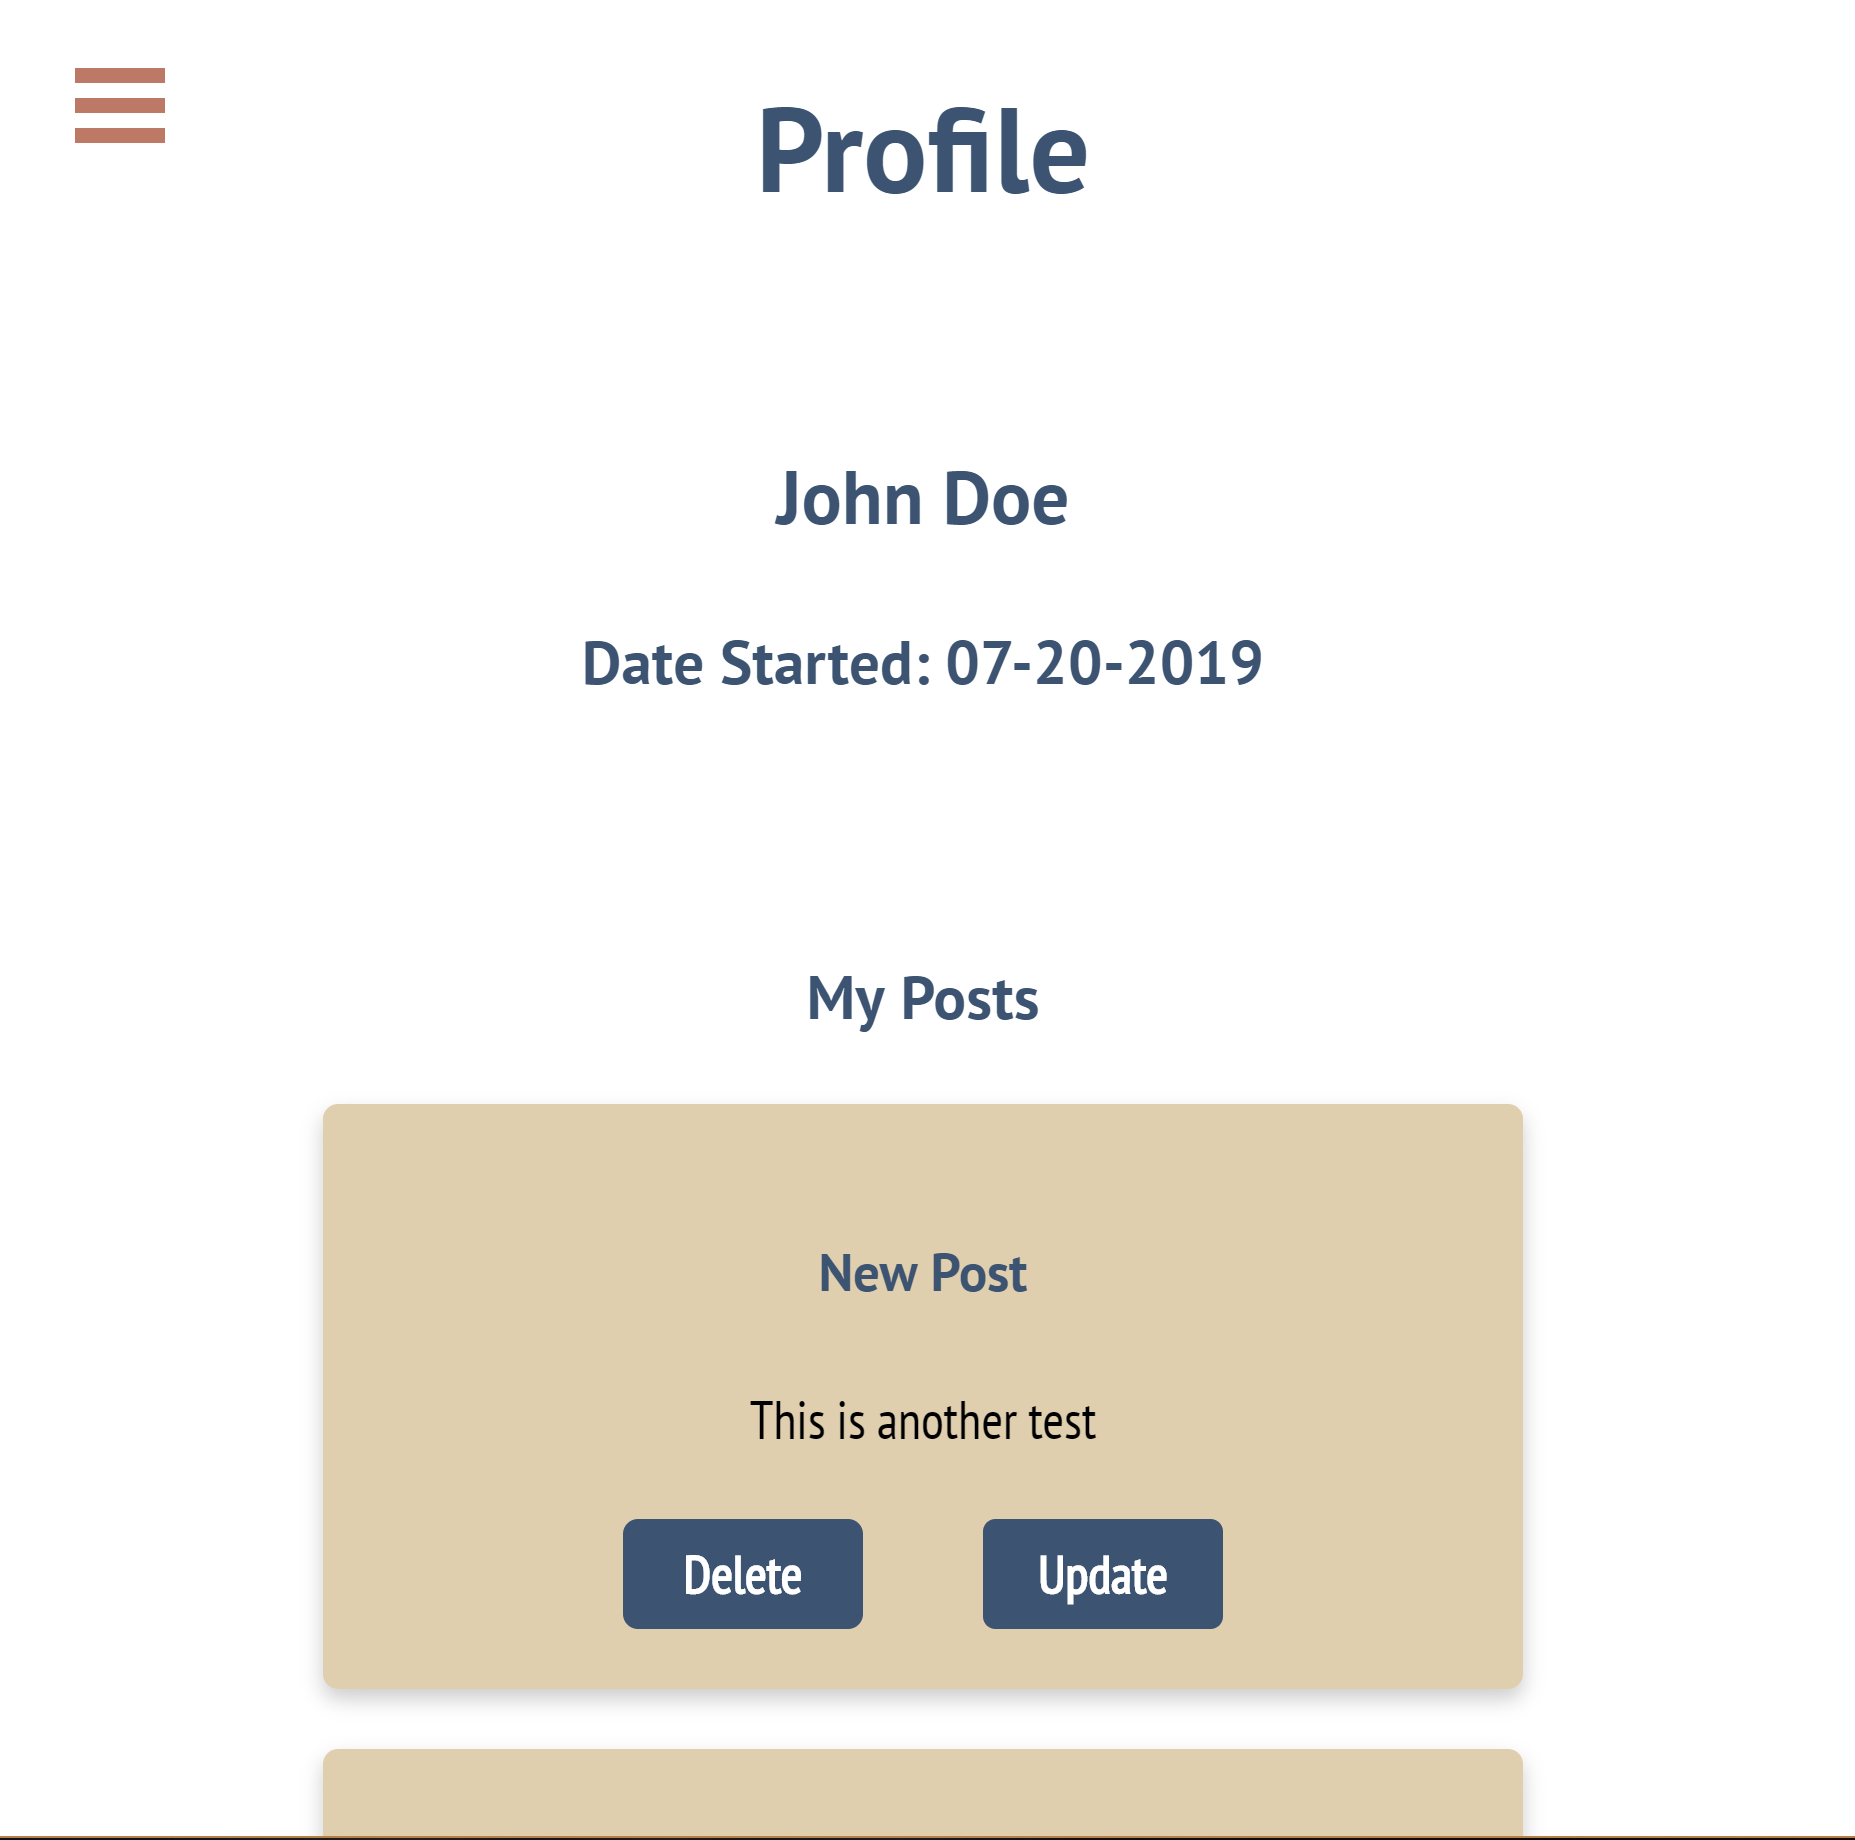 Profile
John Doe
Date Started: 07-20-2019
My Posts
New Post
This is another test
Delete Update